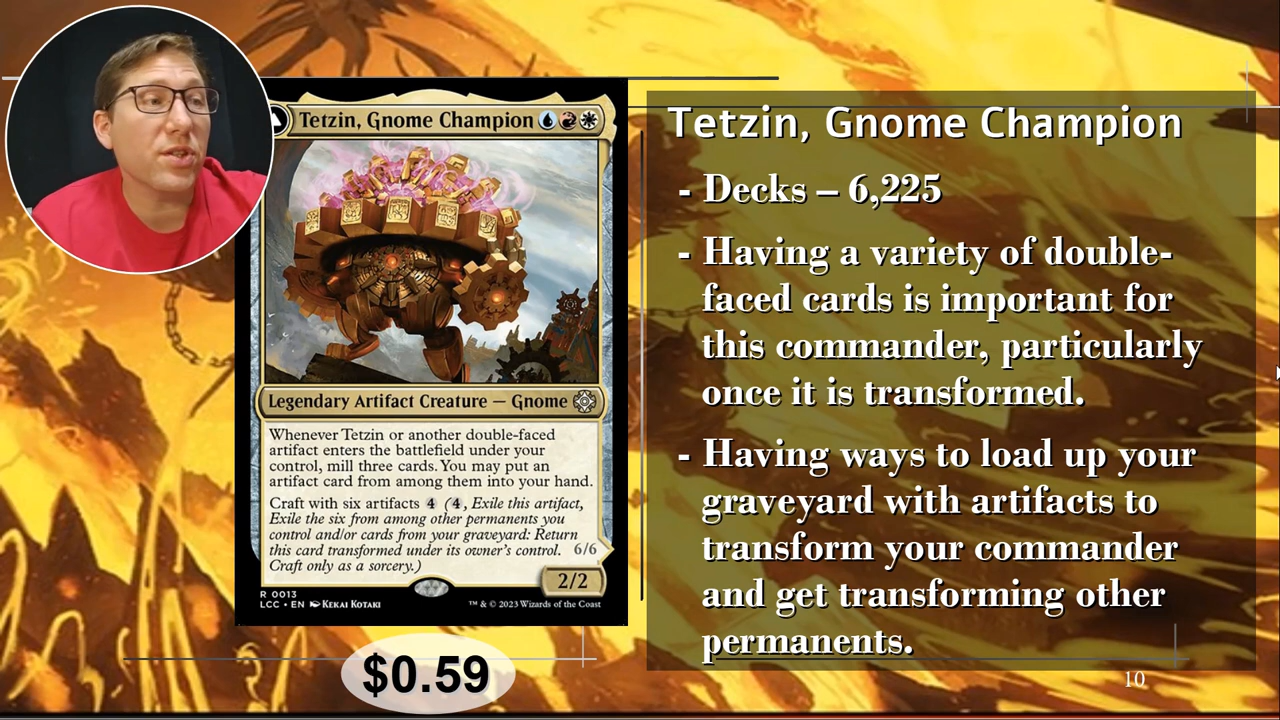 Tetzin, Gnome Champion
Legendary Artifact Creature — Gnome
Whenever Tetzin or another double-faced
artifact enters the battlefield under your
control, mill three cards. You may put an
artifact card from among them into your hand.
Craft with six artifacts 4 (4, Exile this artifact,
Exile the six from among other permanents you
control and/or cards from your graveyard: Return
this card transformed under its owner's control.
Craft only as a sorcery.)
6/6
2/2
R 0013
LCC • EN KEKAI KOTAKI
™ & © 2023 Wizards of the Coast
$0.59
Tetzin, Gnome Champion
- Decks – 6,225
- Having a variety of double-
faced cards is important for
this commander, particularly
once it is transformed.
- Having ways to load up your
graveyard with artifacts to
transform your commander
and get transforming other
permanents.
10